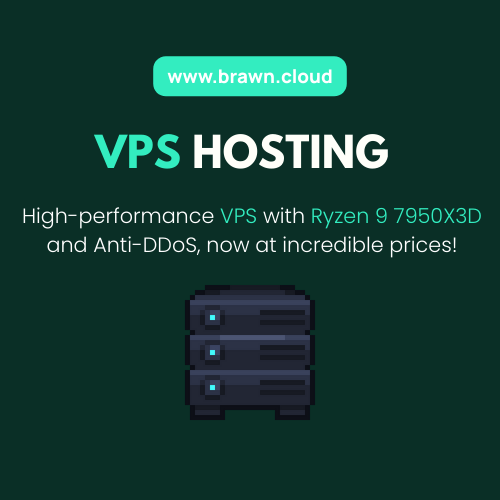 www.brawn.cloud
VPS HOSTING
High-performance VPS with Ryzen 9 7950X3D
and Anti-DDoS, now at incredible prices!